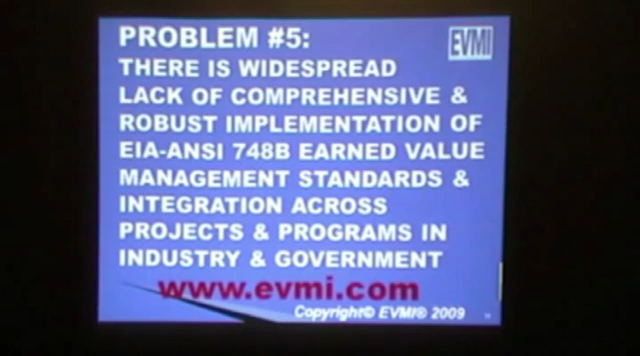 PROBLEM #5:
EVMI
THERE IS WIDESPREAD
LACK OF COMPREHENSIVE &
ROBUST IMPLEMENTATION OF
EIA-ANSI 748B EARNED VALUE
MANAGEMENT STANDARDS &
INTEGRATION ACROSS
PROJECTS & PROGRAMS IN
INDUSTRY & GOVERNMENT
www.evmi.com
Copyright© EVMI® 2009